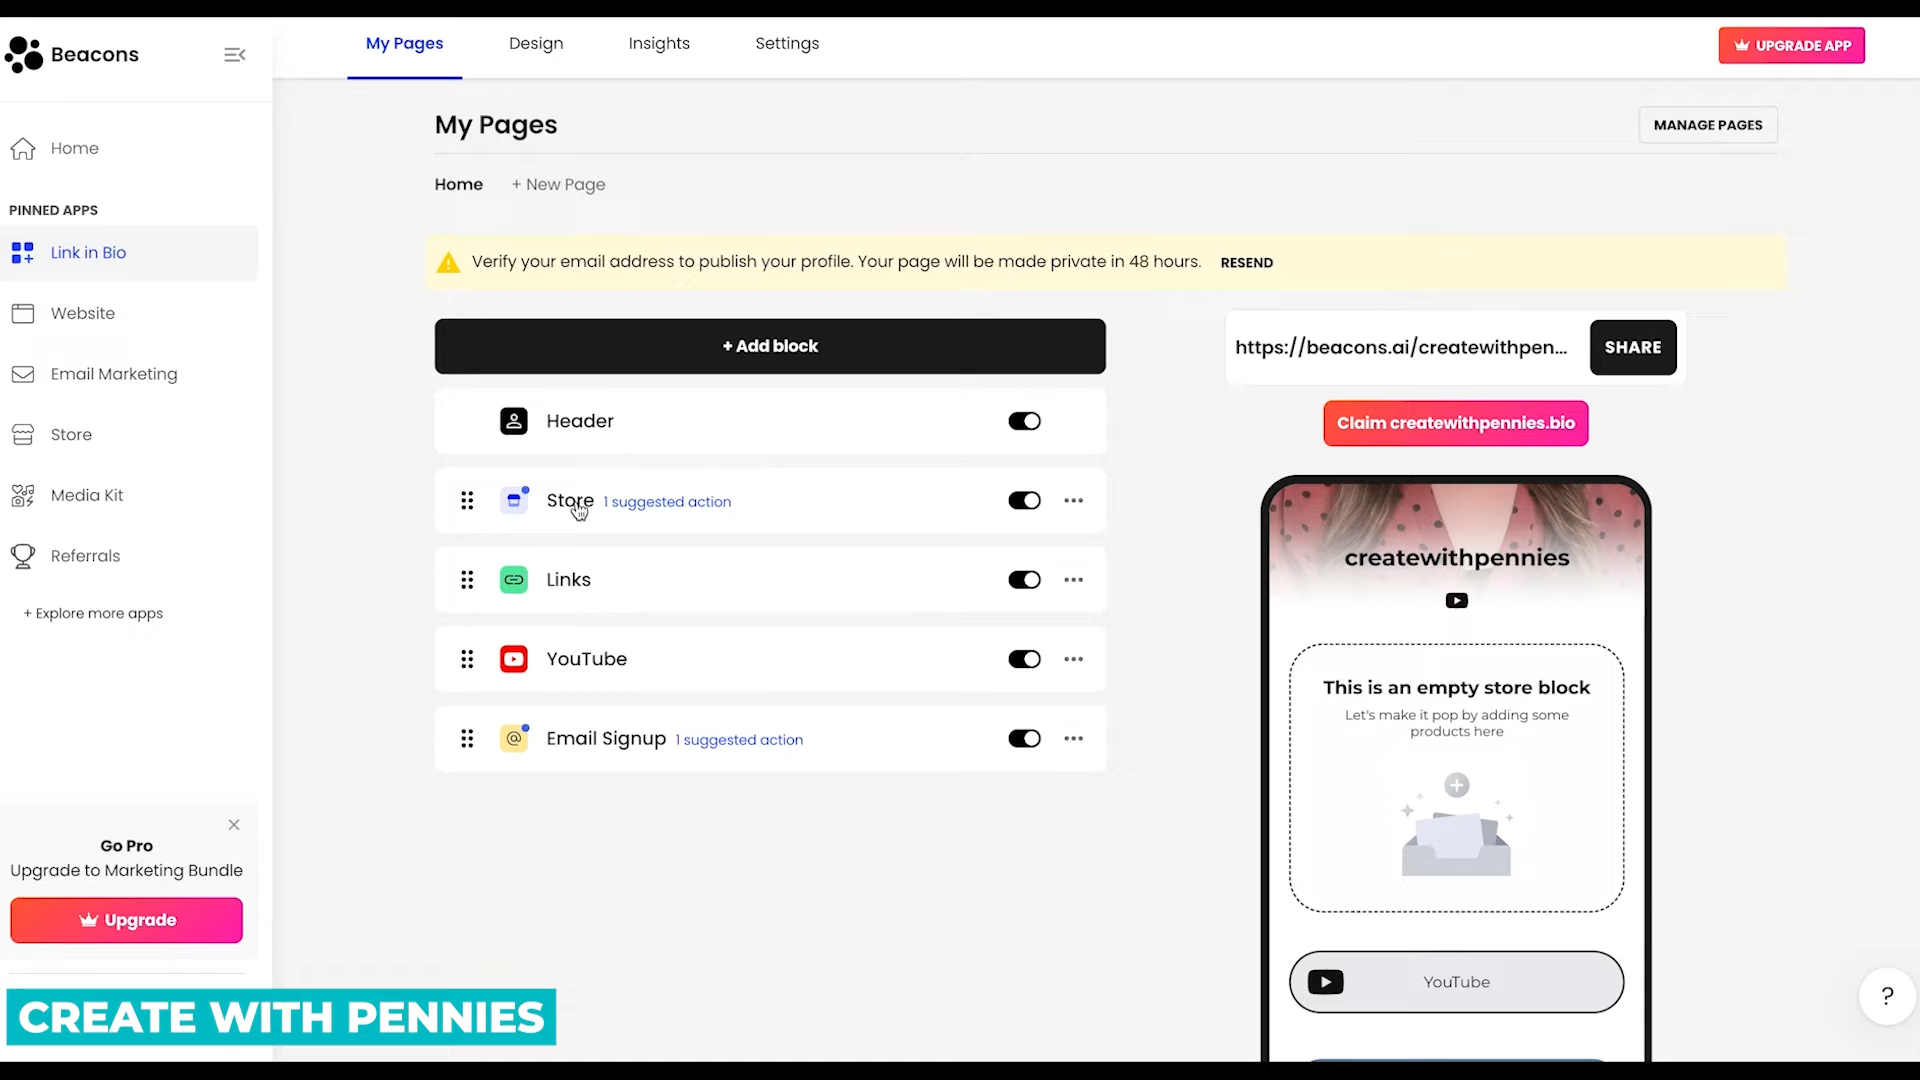 Beacons
My Pages
Design
Insights
Settings
UPGRADE APP
Home
PINNED APPS
Link in Bio
Website
Email Marketing
Store
Media Kit
Referrals
+ Explore more apps
Go Pro
Upgrade to Marketing Bundle
Upgrade
CREATE WITH PENNIES
My Pages
MANAGE PAGES
Home
+ New Page
Verify your email address to publish your profile. Your page will be made private in 48 hours. RESEND
+ Add block
Header
Store 1 suggested action
Links
YouTube
Email Signup 1 suggested action
https://beacons.ai/createwithpen...
SHARE
Claim createwithpennies.bio
createwithpennies
This is an empty store block
Let's make it pop by adding some
products here
YouTube
?